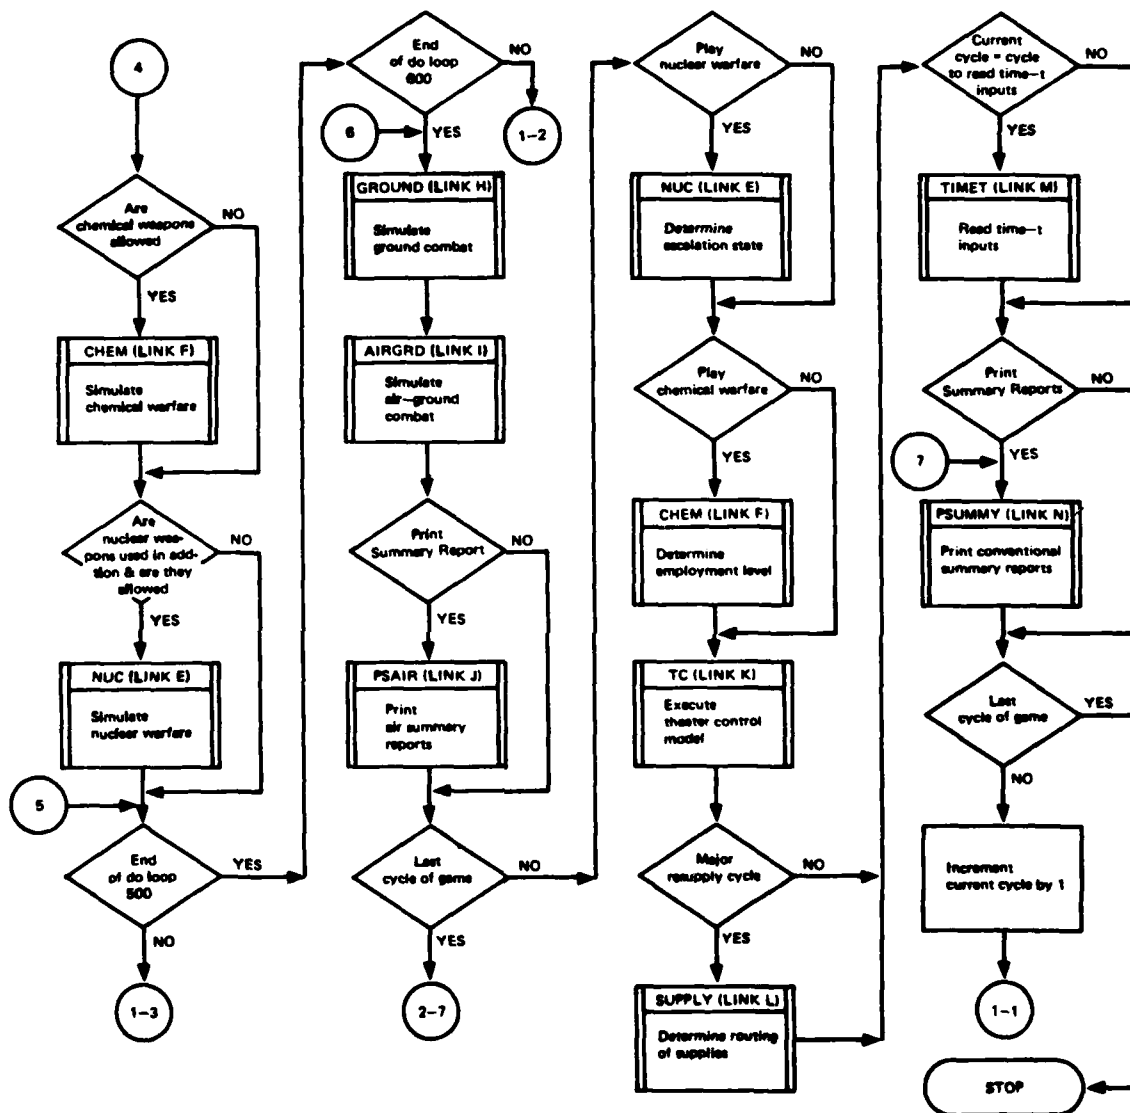 4
Are
chemical weapons
allowed
NO
YES
CHEM (LINK F)
Simulate
chemical warfare
Are
nuclear wea-
pons used in add-
tion & are they
allowed
NO
YES
NUC (LINK E)
Simulate
nuclear warfare
5
End
of do loop
500
YES
NO
1-3
End
of do loop
600
NO
1-2
6
YES
GROUND (LINK H)
Simulate
ground combat
AIRGRD (LINK I)
Simulate
air-ground
combat
Print
Summary Report
NO
YES
PSAIR (LINK J)
Print
air summary
reports
Last
cycle of game
NO
YES
2-7
Play
nuclear warfare
NO
YES
NUC (LINK E)
Determine
escalation state
Play
chemical warfare
NO
YES
CHEM (LINK F)
Determine
employment level
TC (LINK K)
Execute
theater control
model
Major
resupply cycle
NO
YES
SUPPLY (LINK L)
Determine routing
of supplies
Current
cycle = cycle
to read time-t
inputs
NO
YES
TIMET (LINK M)
Read time-t
inputs
Print
Summary Reports
NO
7
YES
PSUMMY (LINK N)
Print conventional
summary reports
Last
cycle of game
YES
NO
Increment
current cycle by 1
1-1
STOP